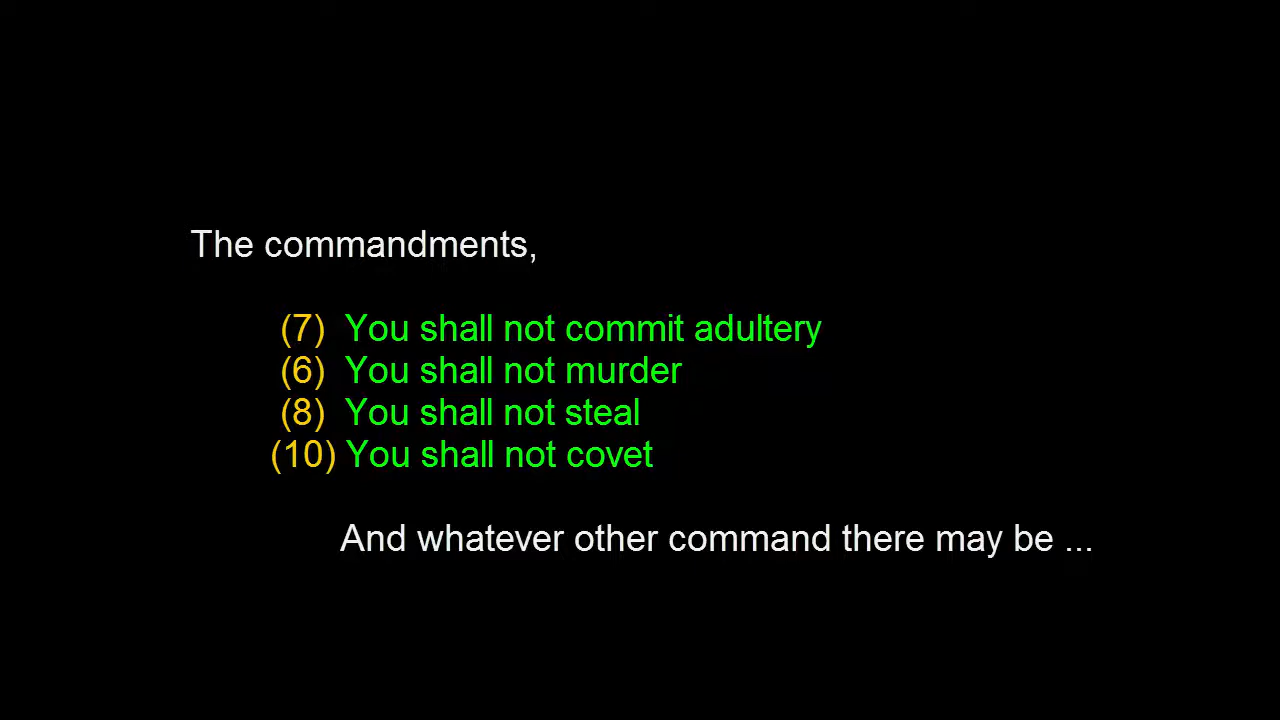 The commandments,
(7) You shall not commit adultery
(6) You shall not murder
(8) You shall not steal
(10) You shall not covet
And whatever other command there may be ...